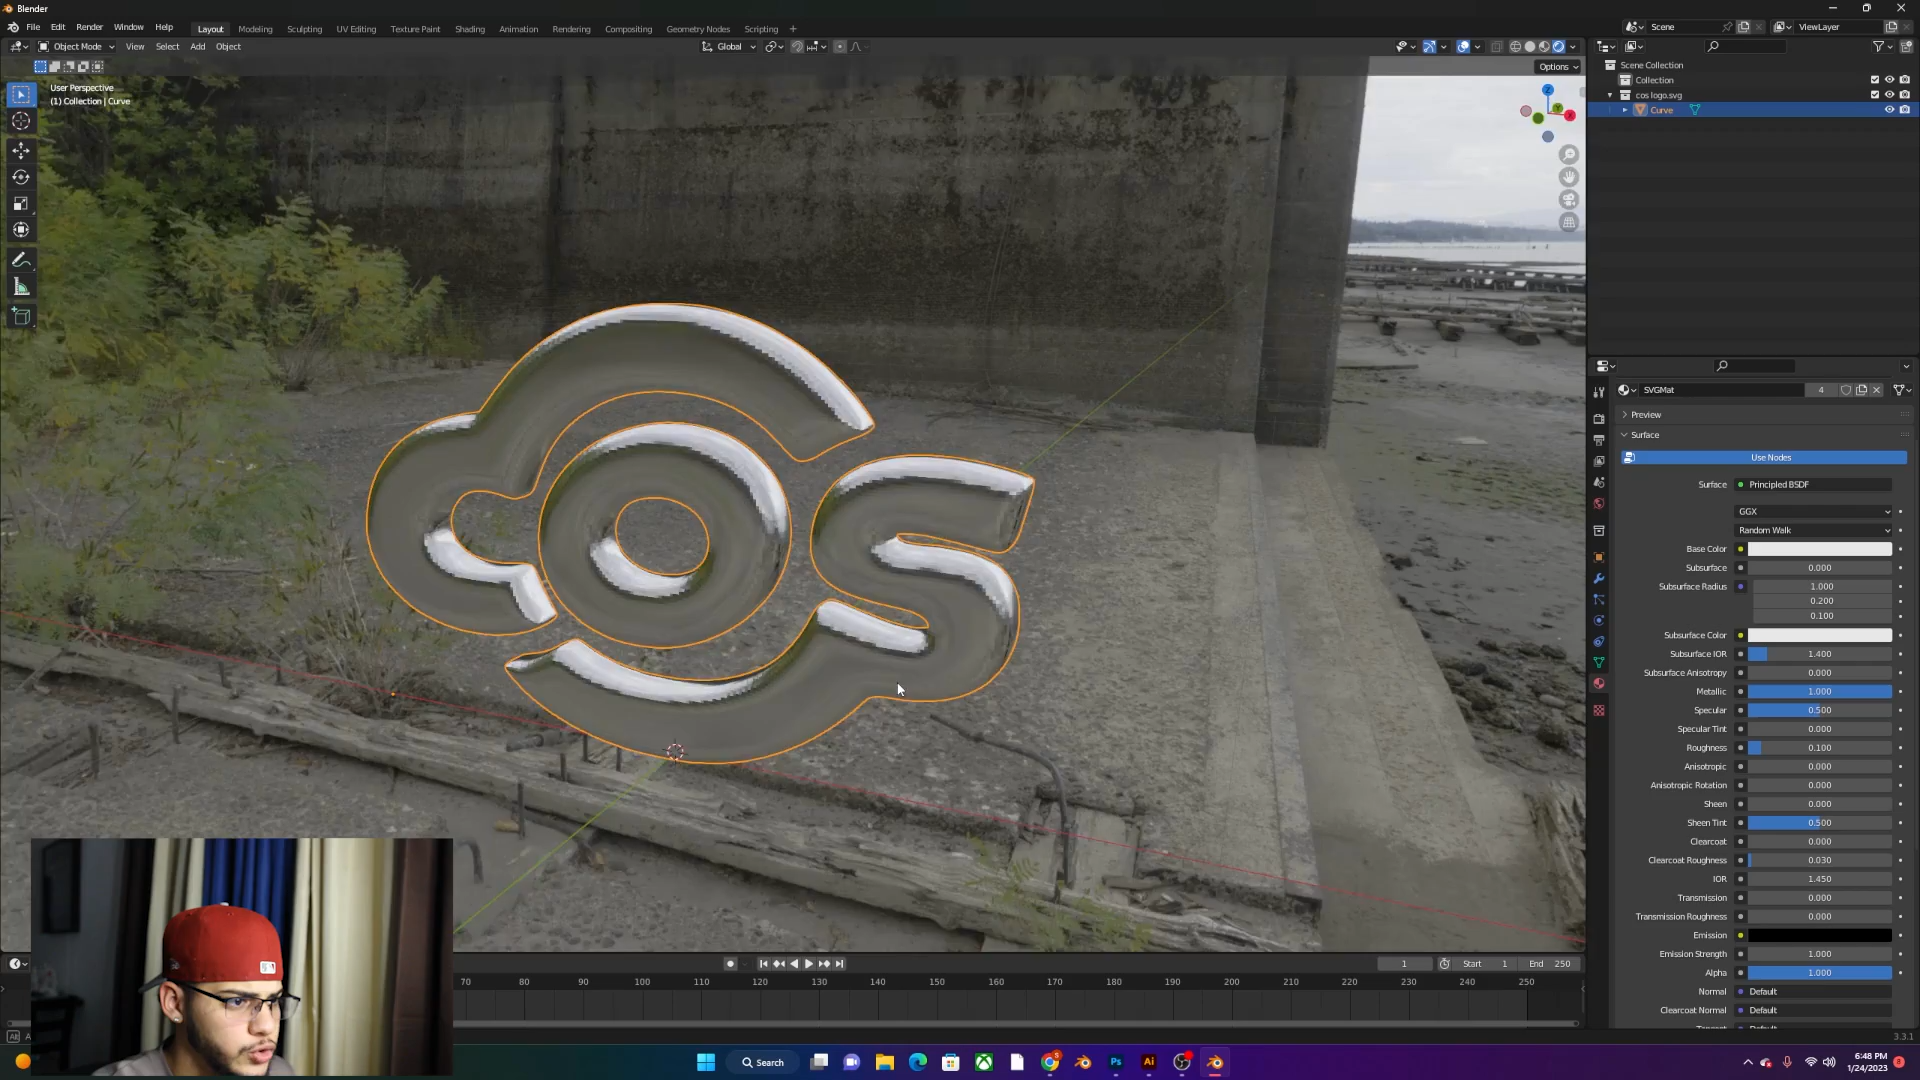 Blender
File Edit Render Window Help Layout Modeling Sculpting UV Editing Texture Paint Shading Animation Rendering Compositing Geometry Nodes Scripting + Scene ViewLayer
Object Mode View Select Add Object Global
Options
User Perspective
(1) Collection | Curve
Z
Y
X
Scene Collection
Collection
cos logo.svg
Curve
SVGMat 4
Preview
Surface
Use Nodes
Surface Principled BSDF
GGX
Random Walk
Base Color
Subsurface 0.000
Subsurface Radius 1.000
0.200
0.100
Subsurface Color
Subsurface IOR 1.400
Subsurface Anisotropy 0.000
Metallic 1.000
Specular 0.500
Specular Tint 0.000
Roughness 0.100
Anisotropic 0.000
Anisotropic Rotation 0.000
Sheen 0.000
Sheen Tint 0.500
Clearcoat 0.000
Clearcoat Roughness 0.030
IOR 1.450
Transmission 0.000
Transmission Roughness 0.000
Emission
Emission Strength 1.000
Alpha 1.000
Normal Default
Clearcoat Normal Default
cos
1 Start 1 End 250
70 80 90 100 110 120 130 140 150 160 170 180 190 200 210 220 230 240 250
3.3.1
Search
Ps
Ai
6:48 PM
1/24/2023
8